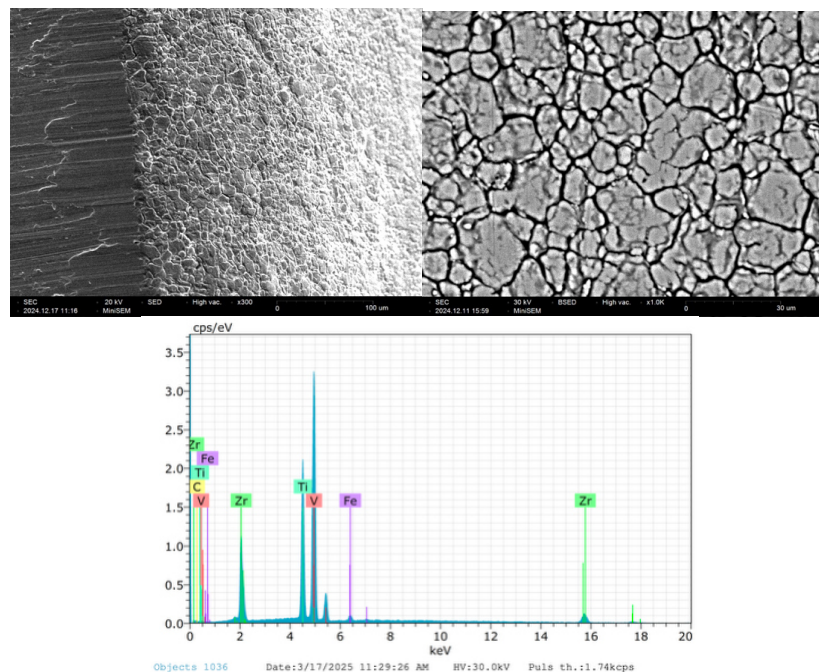 SEC 20 kV SED High vac. x300 0 100 um
2024.12.17 11:16 MiniSEM
SEC 30 kV BSED High vac. x1.0K 0 30 um
2024.12.11 15:59 MiniSEM
cps/eV
3.5
3.0
2.5
2.0
1.5
1.0
0.5
0.0
Zr
Fe
Ti
C
V
Zr
Ti
V
Fe
Zr
0 2 4 6 8 10 12 14 16 18 20
keV
Objects 1036 Date:3/17/2025 11:29:26 AM HV:30.0kV Puls th.:1.74kcps